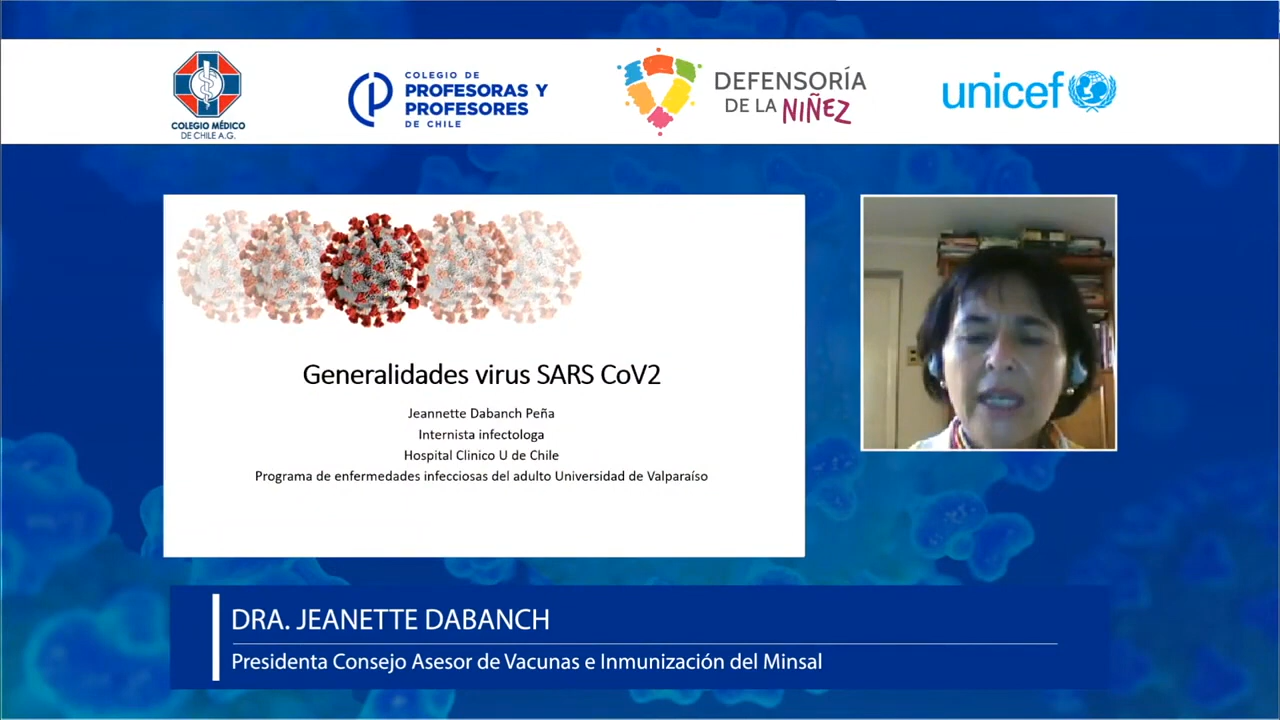 COLEGIO MÉDICO
DE CHILE A.G.
COLEGIO DE
PROFESORAS Y
PROFESORES
DE CHILE
DEFENSORÍA
DE LA NIÑEZ
unicef
Generalidades virus SARS CoV2
Jeannette Dabanch Peña
Internista infectologa
Hospital Clinico U de Chile
Programa de enfermedades infecciosas del adulto Universidad de Valparaíso
DRA. JEANETTE DABANCH
Presidenta Consejo Asesor de Vacunas e Inmunización del Minsal